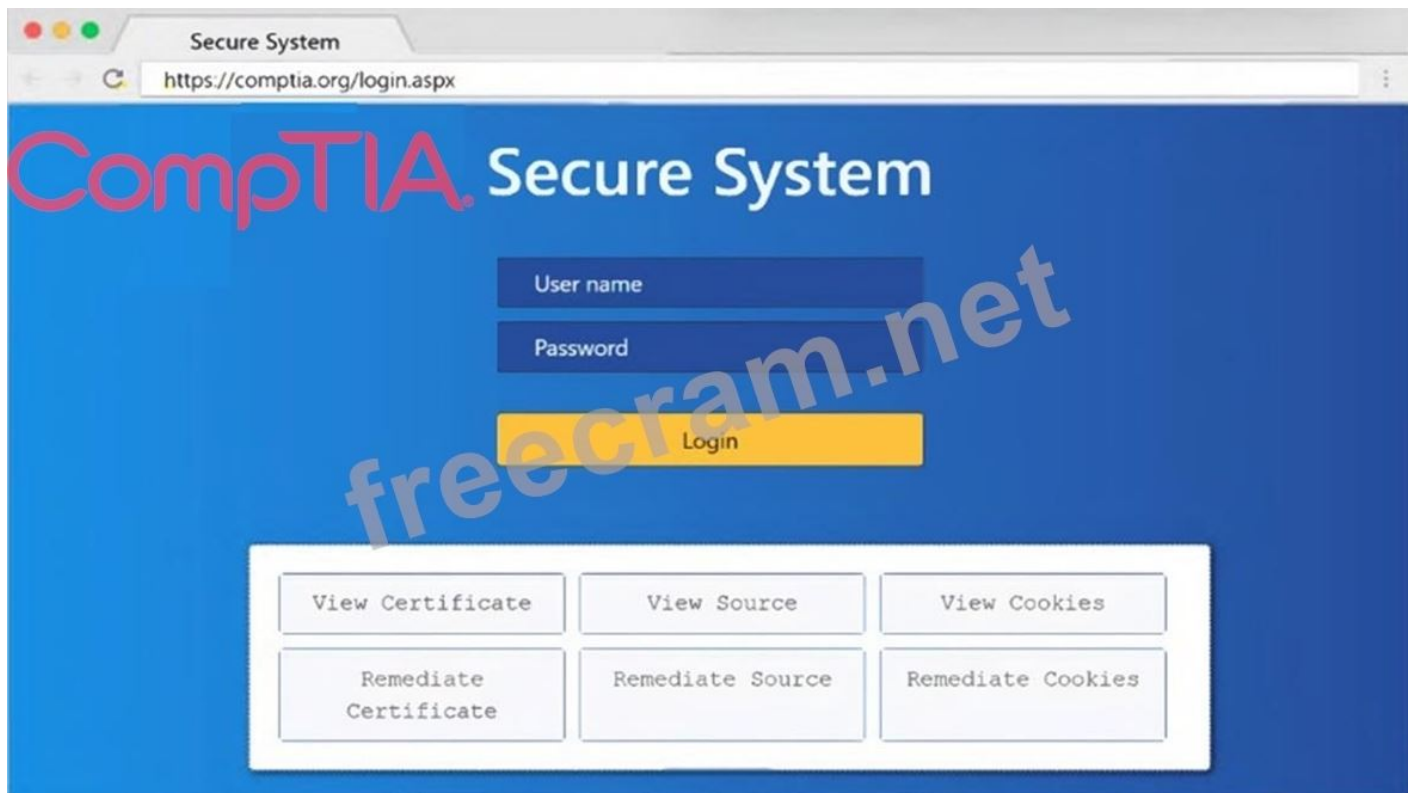 Secure System
https://comptia.org/login.aspx
CompTIA. Secure System
User name
Password
Login
freecram.net
View Certificate View Source View Cookies
Remediate Certificate Remediate Source Remediate Cookies